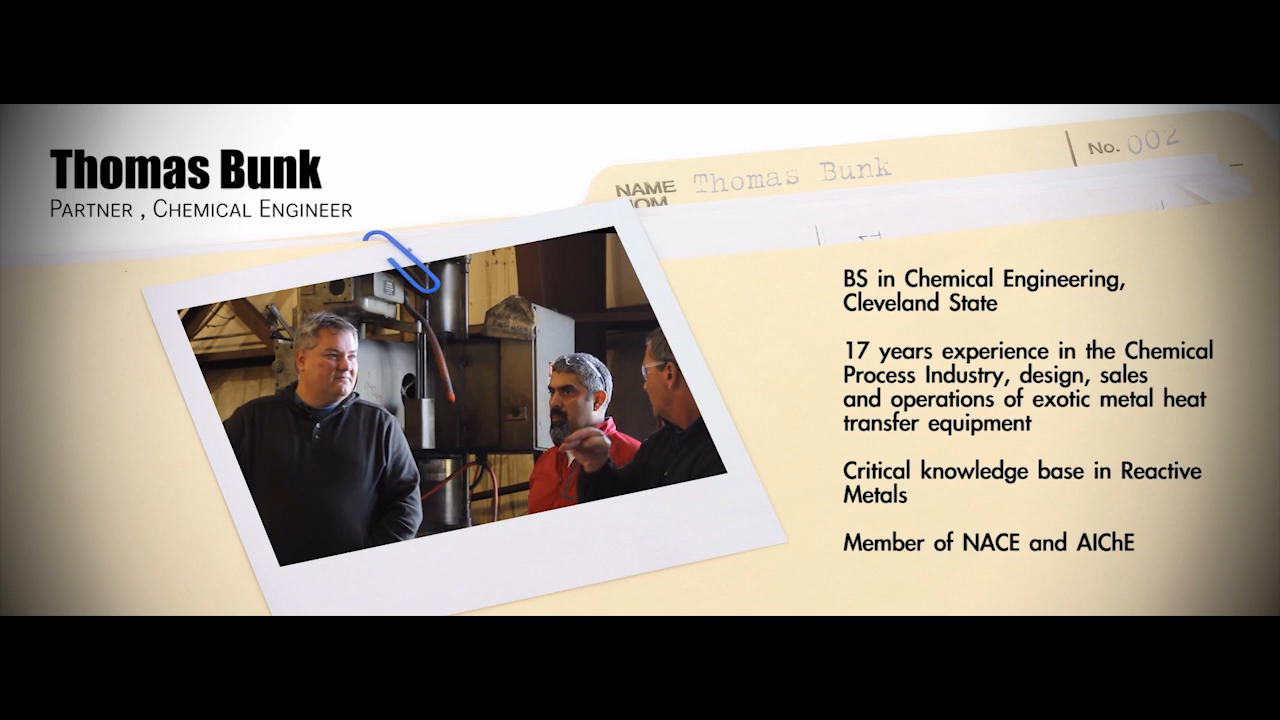 Thomas Bunk
PARTNER , CHEMICAL ENGINEER
NAME Thomas Bunk No. 002
NOM
BS in Chemical Engineering,
Cleveland State
17 years experience in the Chemical
Process Industry, design, sales
and operations of exotic metal heat
transfer equipment
Critical knowledge base in Reactive
Metals
Member of NACE and AIChE